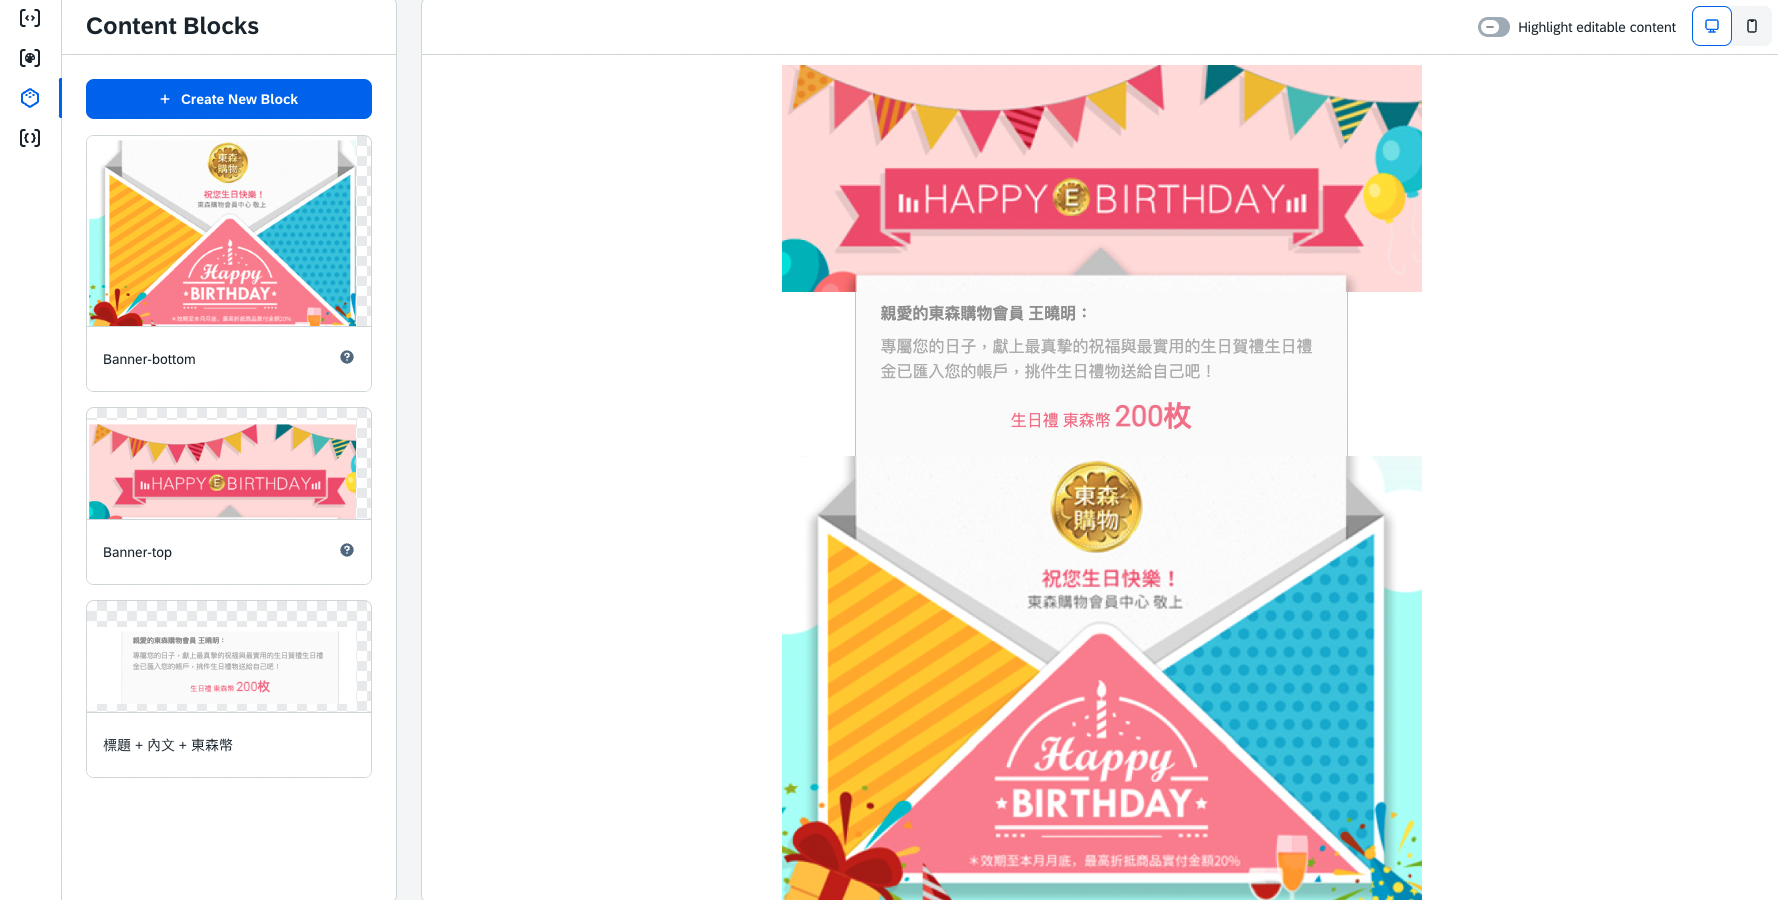 Content Blocks
Highlight editable content
+ Create New Block
東森
購物
祝您生日快樂！
東森購物會員中心 敬上
Happy
BIRTHDAY
＊效期至本月月底，最高折抵商品實付金額20%
Banner-bottom
HAPPY E BIRTHDAY
Banner-top
親愛的東森購物會員 王曉明：
專屬您的日子，獻上最真摯的祝福與最實用的生日賀禮生日禮
金已匯入您的帳戶，挑件生日禮物送給自己吧！
生日禮 東森幣 200枚
標題 + 內文 + 東森幣
HAPPY E BIRTHDAY
親愛的東森購物會員 王曉明：
專屬您的日子，獻上最真摯的祝福與最實用的生日賀禮生日禮
金已匯入您的帳戶，挑件生日禮物送給自己吧！
生日禮 東森幣 200枚
東森
購物
祝您生日快樂！
東森購物會員中心 敬上
Happy
BIRTHDAY
＊效期至本月月底，最高折抵商品實付金額20%